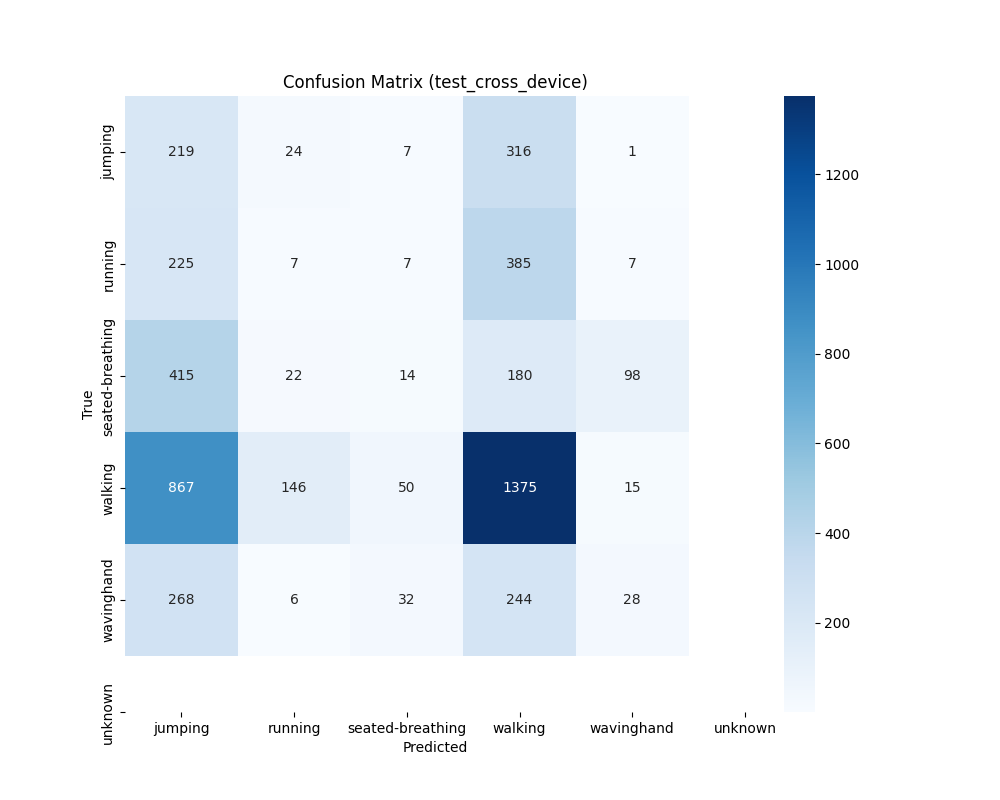 Confusion Matrix (test_cross_device)
True
jumping 219 24 7 316 1
running 225 7 7 385 7
seated-breathing 415 22 14 180 98
walking 867 146 50 1375 15
wavinghand 268 6 32 244 28
unknown
jumping running seated-breathing walking wavinghand unknown
Predicted
1200
1000
800
600
400
200